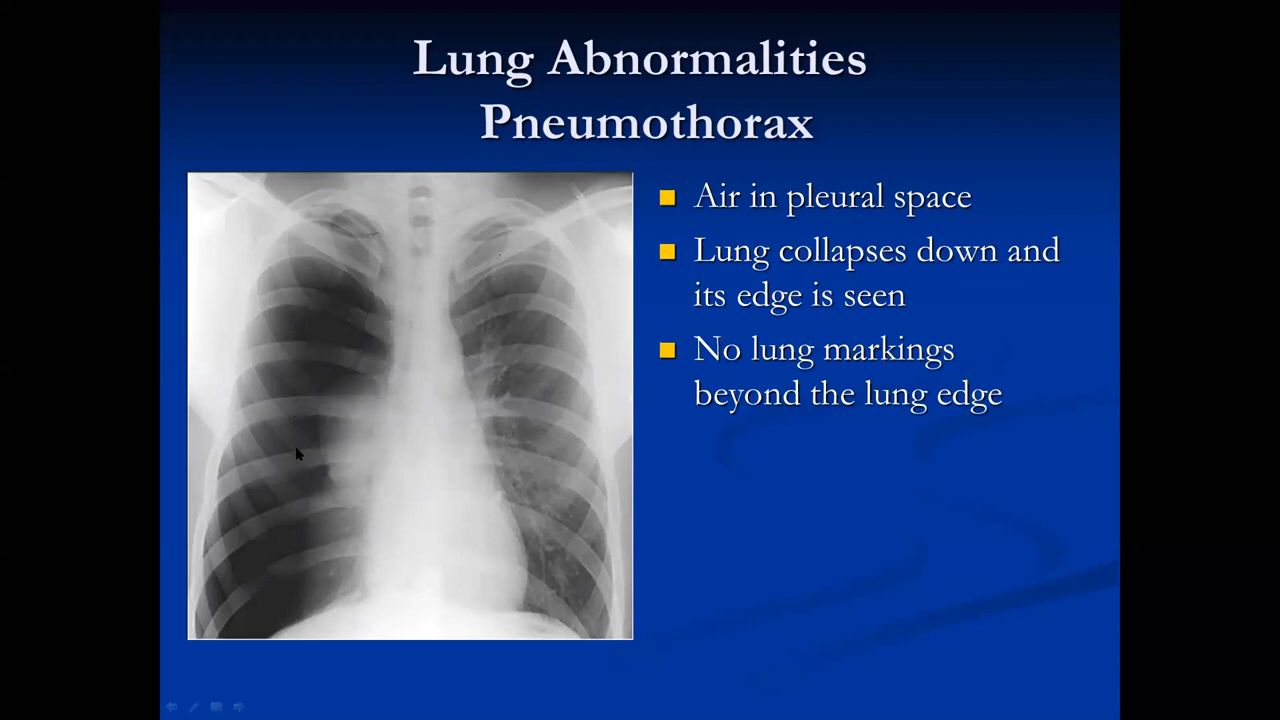 Lung Abnormalities
Pneumothorax
Air in pleural space
Lung collapses down and
its edge is seen
No lung markings
beyond the lung edge